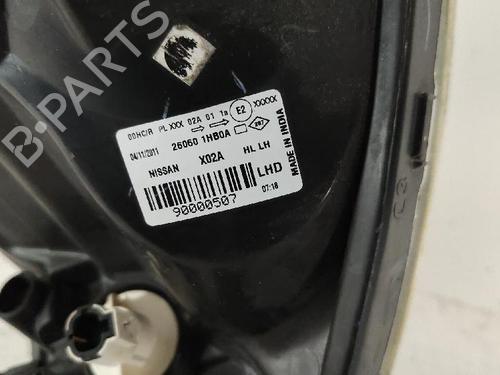 B-PARTS
00HC/R PL XXX 02A 01 1a E2 XXXXX
26060 1HB0A
04/11/2011
NISSAN X02A HL LH
90000507
LHD
07:18
MADE IN INDIA